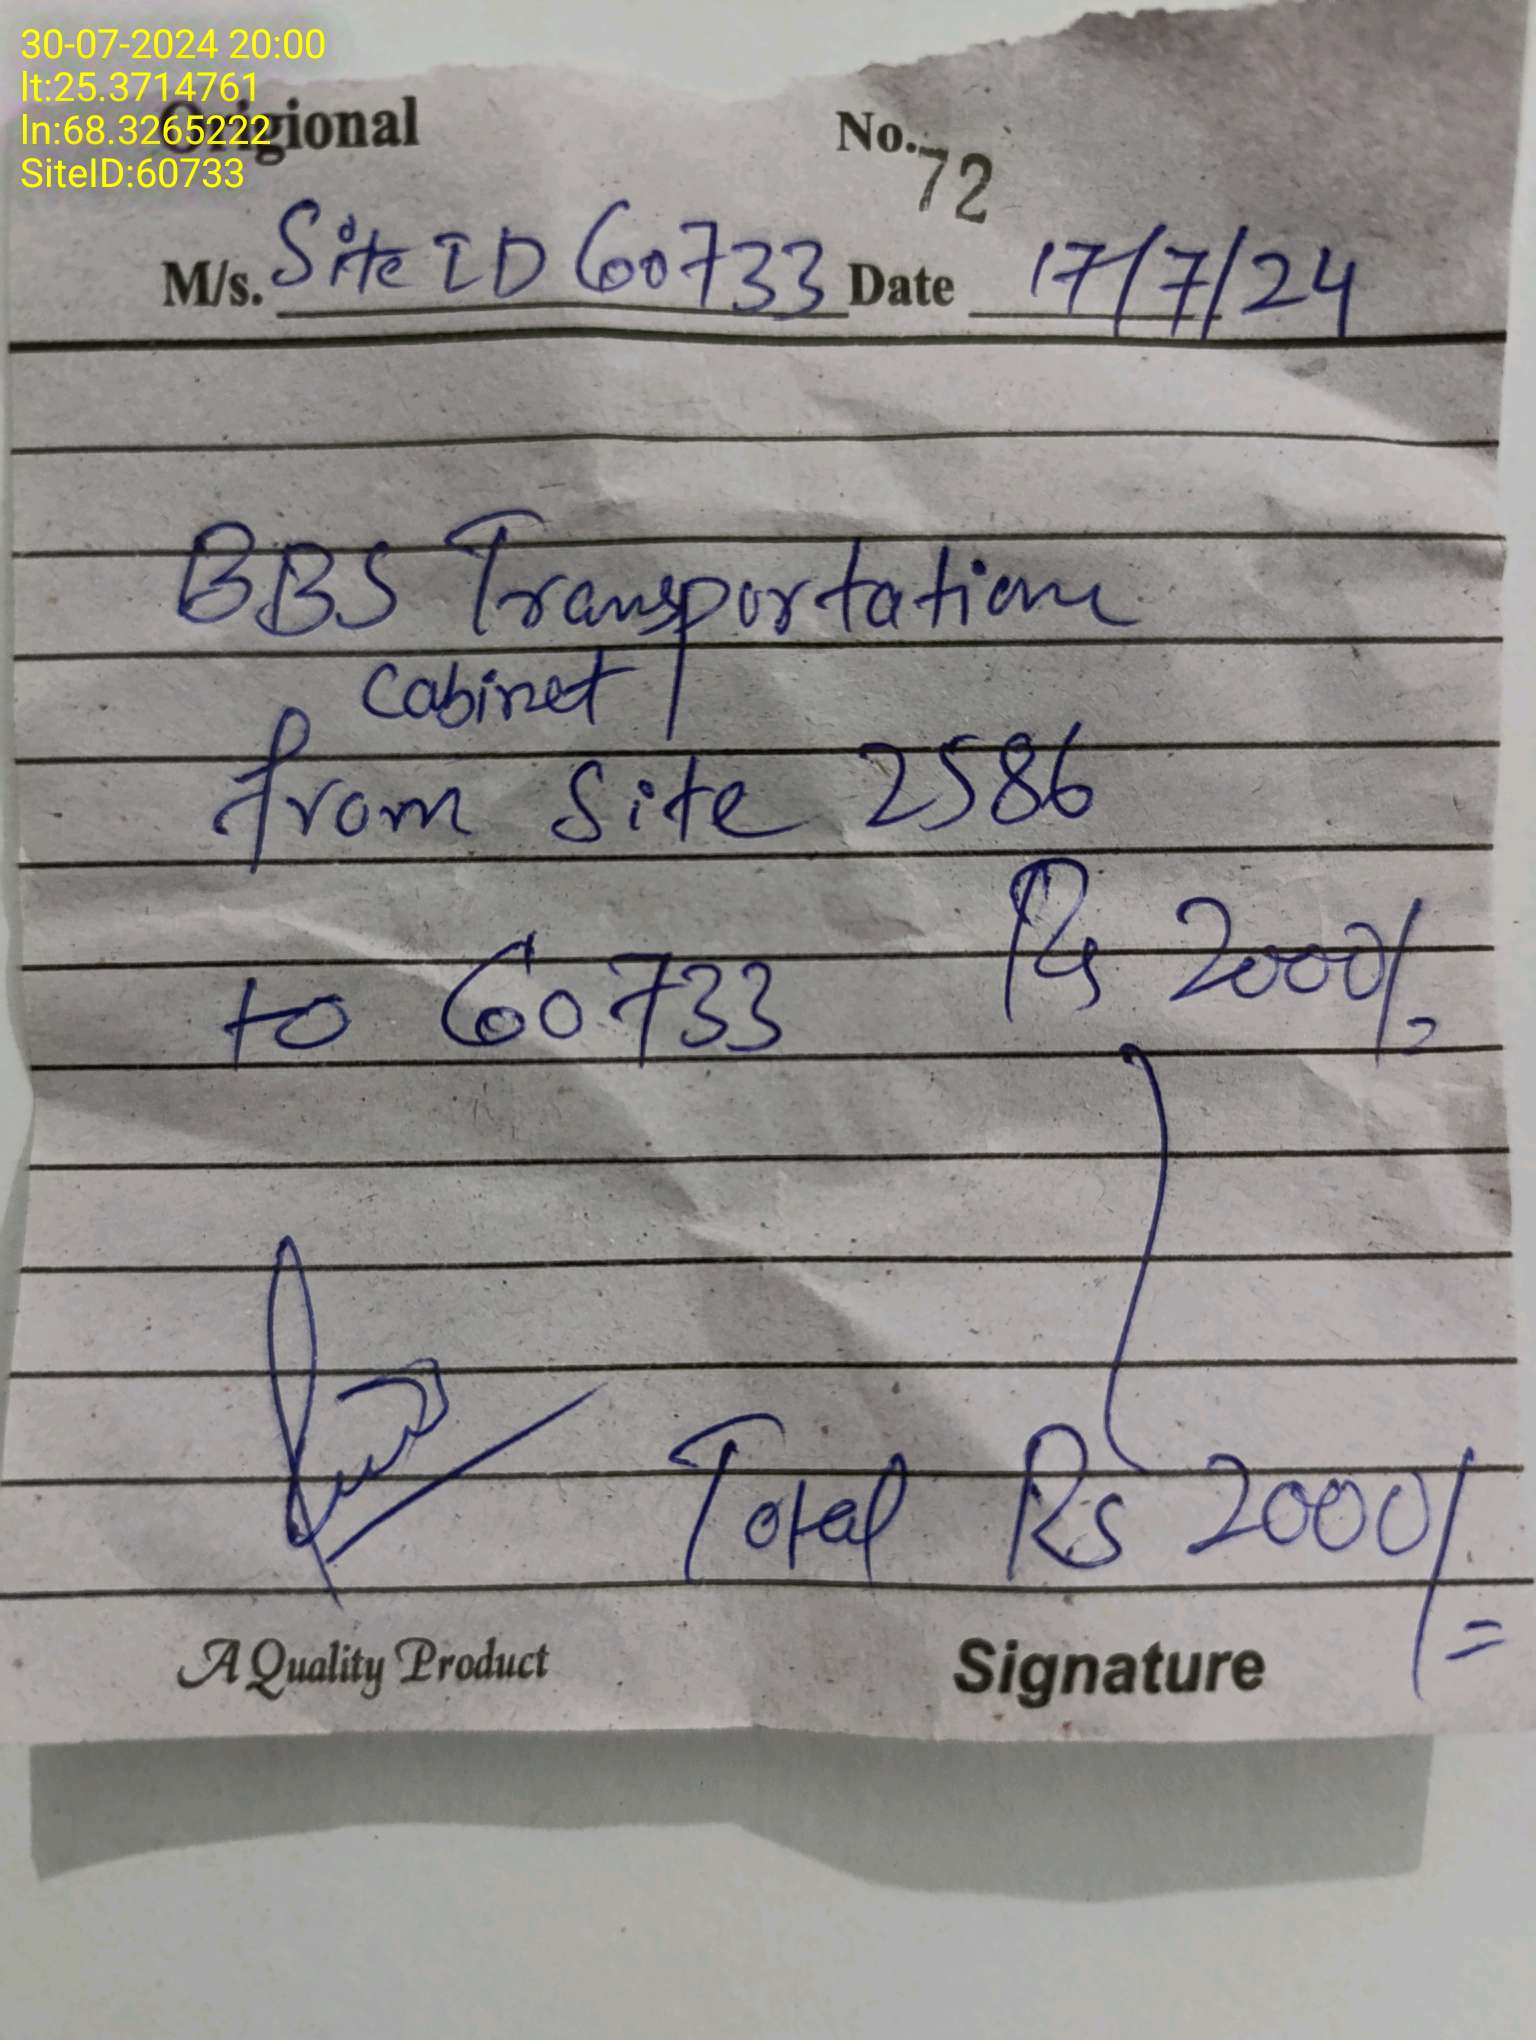 30-07-2024 20:00
lt:25.3714761
ln:68.3265222
SiteID:60733
Origional No. 72
M/s. Site ID 60733 Date 17/7/24
BBS Transportation
cabinet
from Site 2586
to 60733 Rs 2000/=
Total Rs 2000/=
A Quality Product Signature